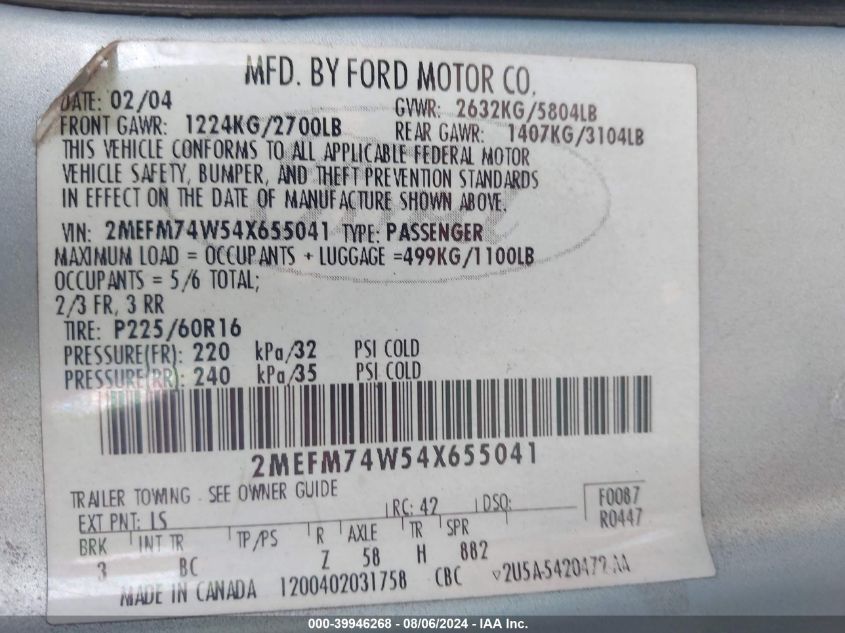 MFD. BY FORD MOTOR CO.
DATE: 02/04 GVWR: 2632KG/5804LB
FRONT GAWR: 1224KG/2700LB REAR GAWR: 1407KG/3104LB
THIS VEHICLE CONFORMS TO ALL APPLICABLE FEDERAL MOTOR
VEHICLE SAFETY, BUMPER, AND THEFT PREVENTION STANDARDS
IN EFFECT ON THE DATE OF MANUFACTURE SHOWN ABOVE.
VIN: 2MEFM74W54X655041 TYPE: PASSENGER
MAXIMUM LOAD = OCCUPANTS + LUGGAGE =499KG/1100LB
OCCUPANTS = 5/6 TOTAL;
2/3 FR, 3 RR
TIRE: P225/60R16
PRESSURE(FR): 220 kPa/32 PSI COLD
PRESSURE(RR): 240 kPa/35 PSI COLD
2MEFM74W54X655041
TRAILER TOWING - SEE OWNER GUIDE
EXT PNT: IS RC: 42 DSO: F0087
R0447
BRK INT TR TP/PS R AXLE TR SPR
3 BC Z 58 H 882
MADE IN CANADA 1200402031758 CBC 2U5A-5420472-AA
000-39946268 - 08/06/2024 - IAA Inc.